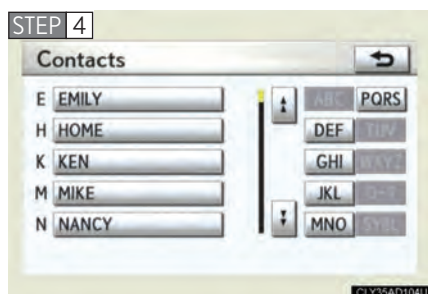 STEP 4
Contacts
E EMILY
H HOME
K KEN
M MIKE
N NANCY
ABC PQRS
DEF TUV
GHI WXYZ
JKL 0-9
MNO SYBL
CLY35AD104U